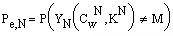 P_{e,N} = P(Y_N(C_w^N, K^N) ≠ M)